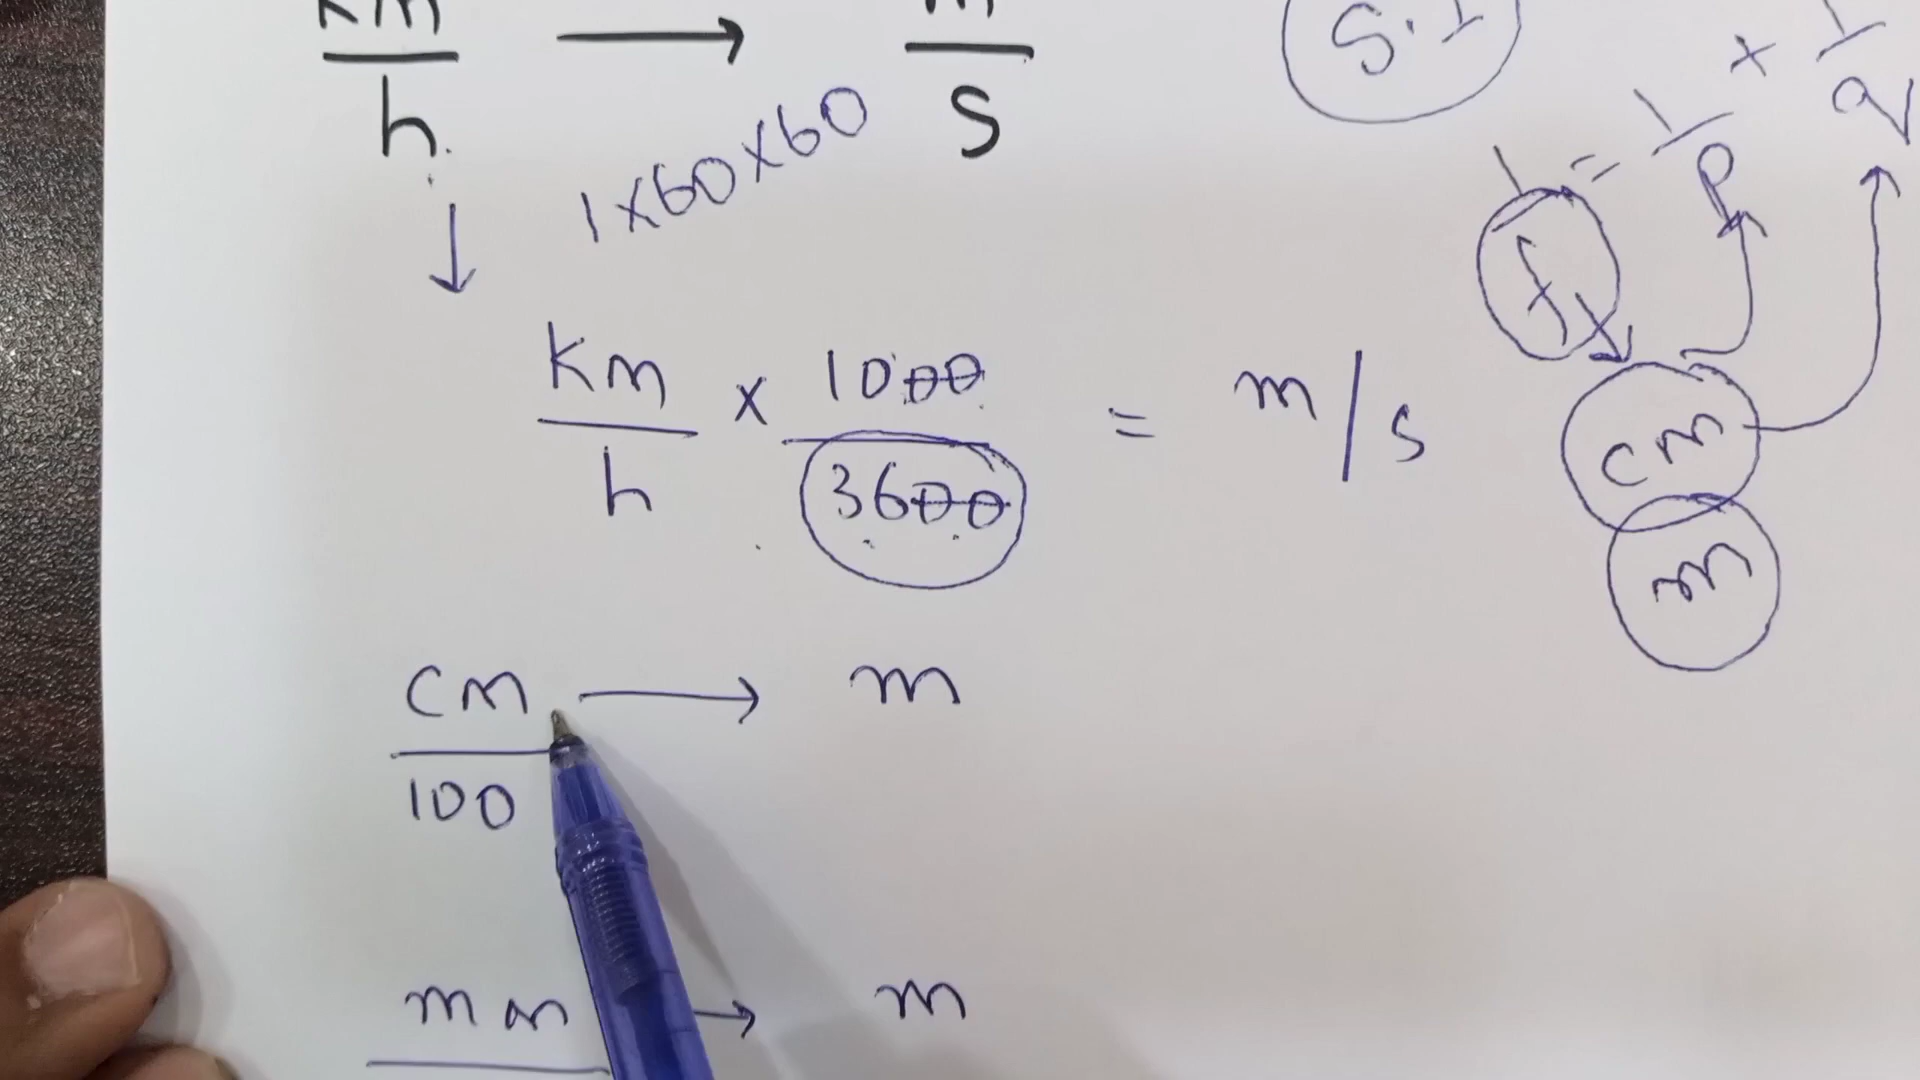 km/h → m/s
1×60×60
S.I
1/f = 1/p + 1/q
km/h × 1000/3600 = m/s
cm
m
cm/100 → m
mm → m